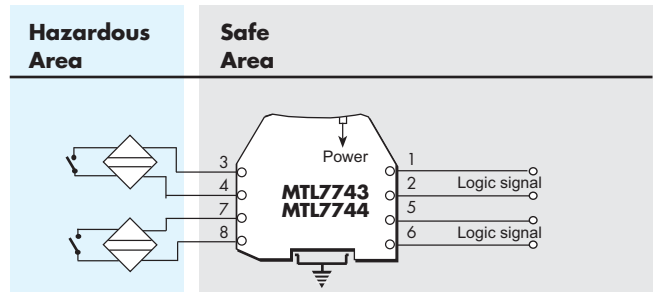 Hazardous
Area
Safe
Area
Power
3
4
7
8
MTL7743
MTL7744
1
2
5
6
Logic signal
Logic signal